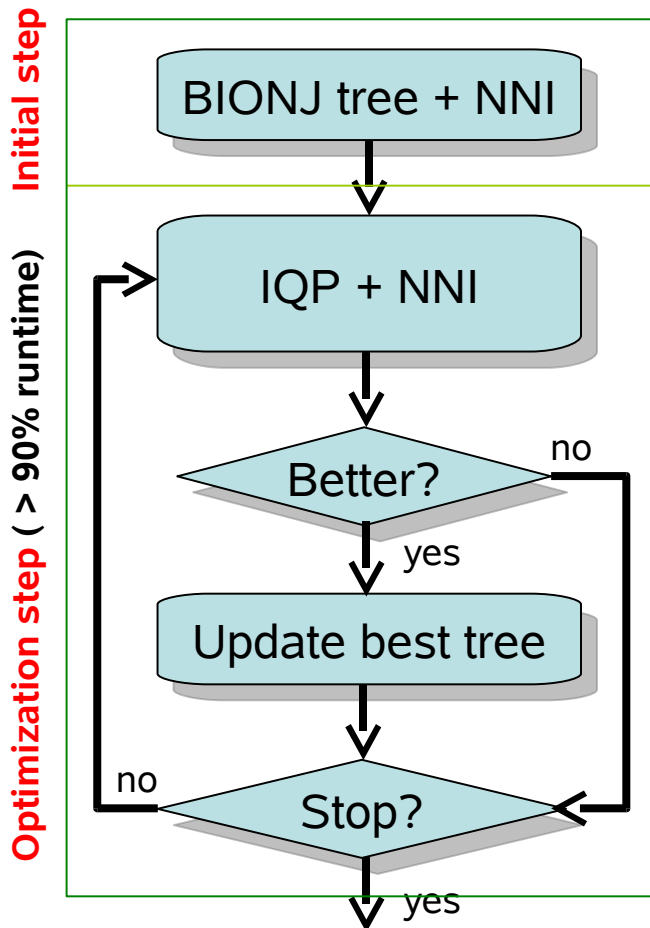 Initial step
BIONJ tree + NNI
Optimization step ( > 90% runtime)
IQP + NNI
Better?
no
yes
Update best tree
no
Stop?
yes